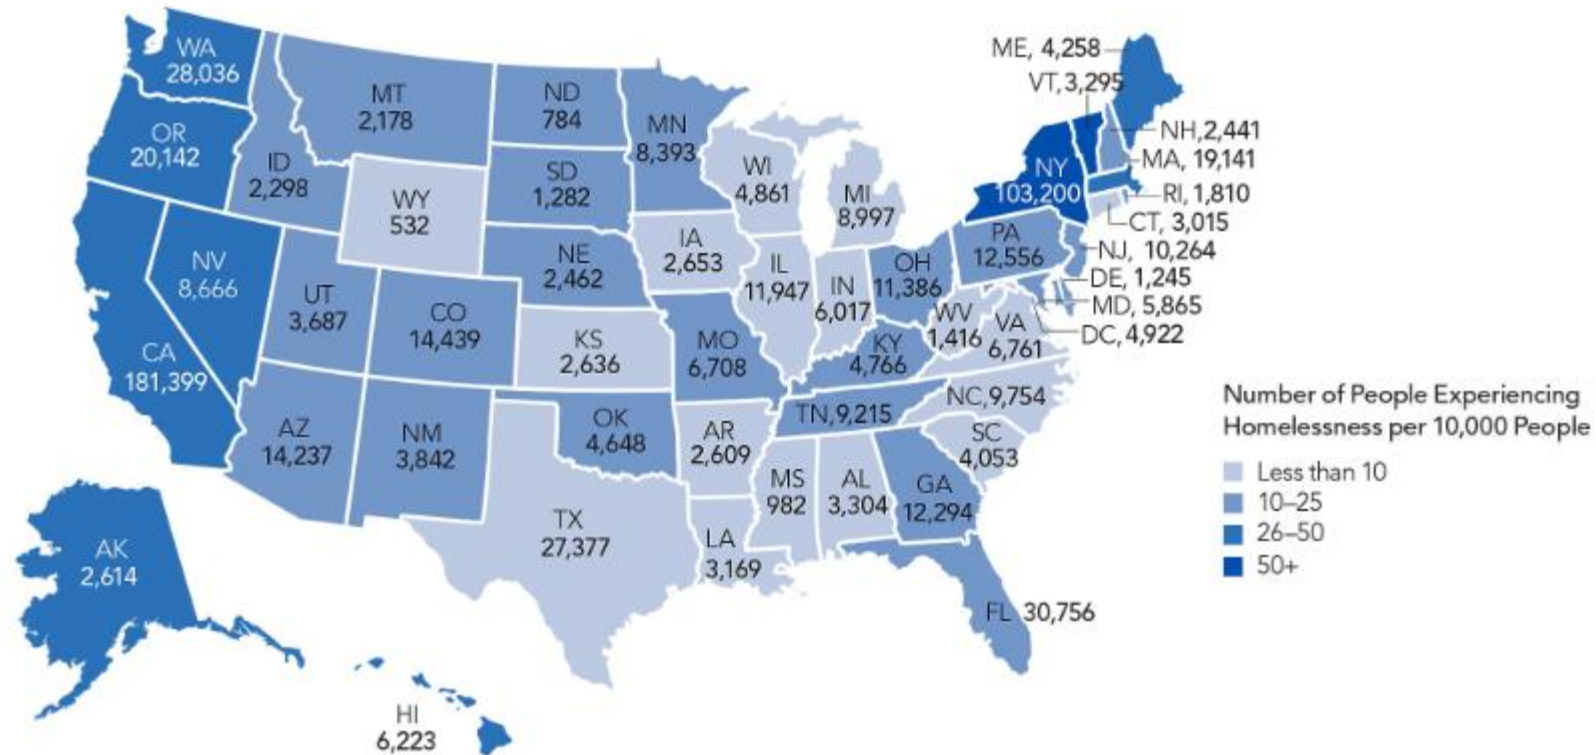 WA
28,036
OR
20,142
ID
2,298
MT
2,178
ND
784
MN
8,393
SD
1,282
WY
532
WI
4,861
MI
8,997
ME, 4,258
VT, 3,295
NH, 2,441
MA, 19,141
RI, 1,810
CT, 3,015
NJ, 10,264
DE, 1,245
MD, 5,865
DC, 4,922
NY
103,200
PA
12,556
NV
8,666
UT
3,687
CO
14,439
NE
2,462
IA
2,653
IL
11,947
IN
6,017
OH
11,386
WV
1,416
VA
6,761
CA
181,399
KS
2,636
MO
6,708
KY
4,766
AZ
14,237
NM
3,842
OK
4,648
AR
2,609
TN, 9,215
NC, 9,754
SC
4,053
MS
982
AL
3,304
GA
12,294
TX
27,377
LA
3,169
FL 30,756
AK
2,614
HI
6,223
Number of People Experiencing
Homelessness per 10,000 People
Less than 10
10–25
26–50
50+